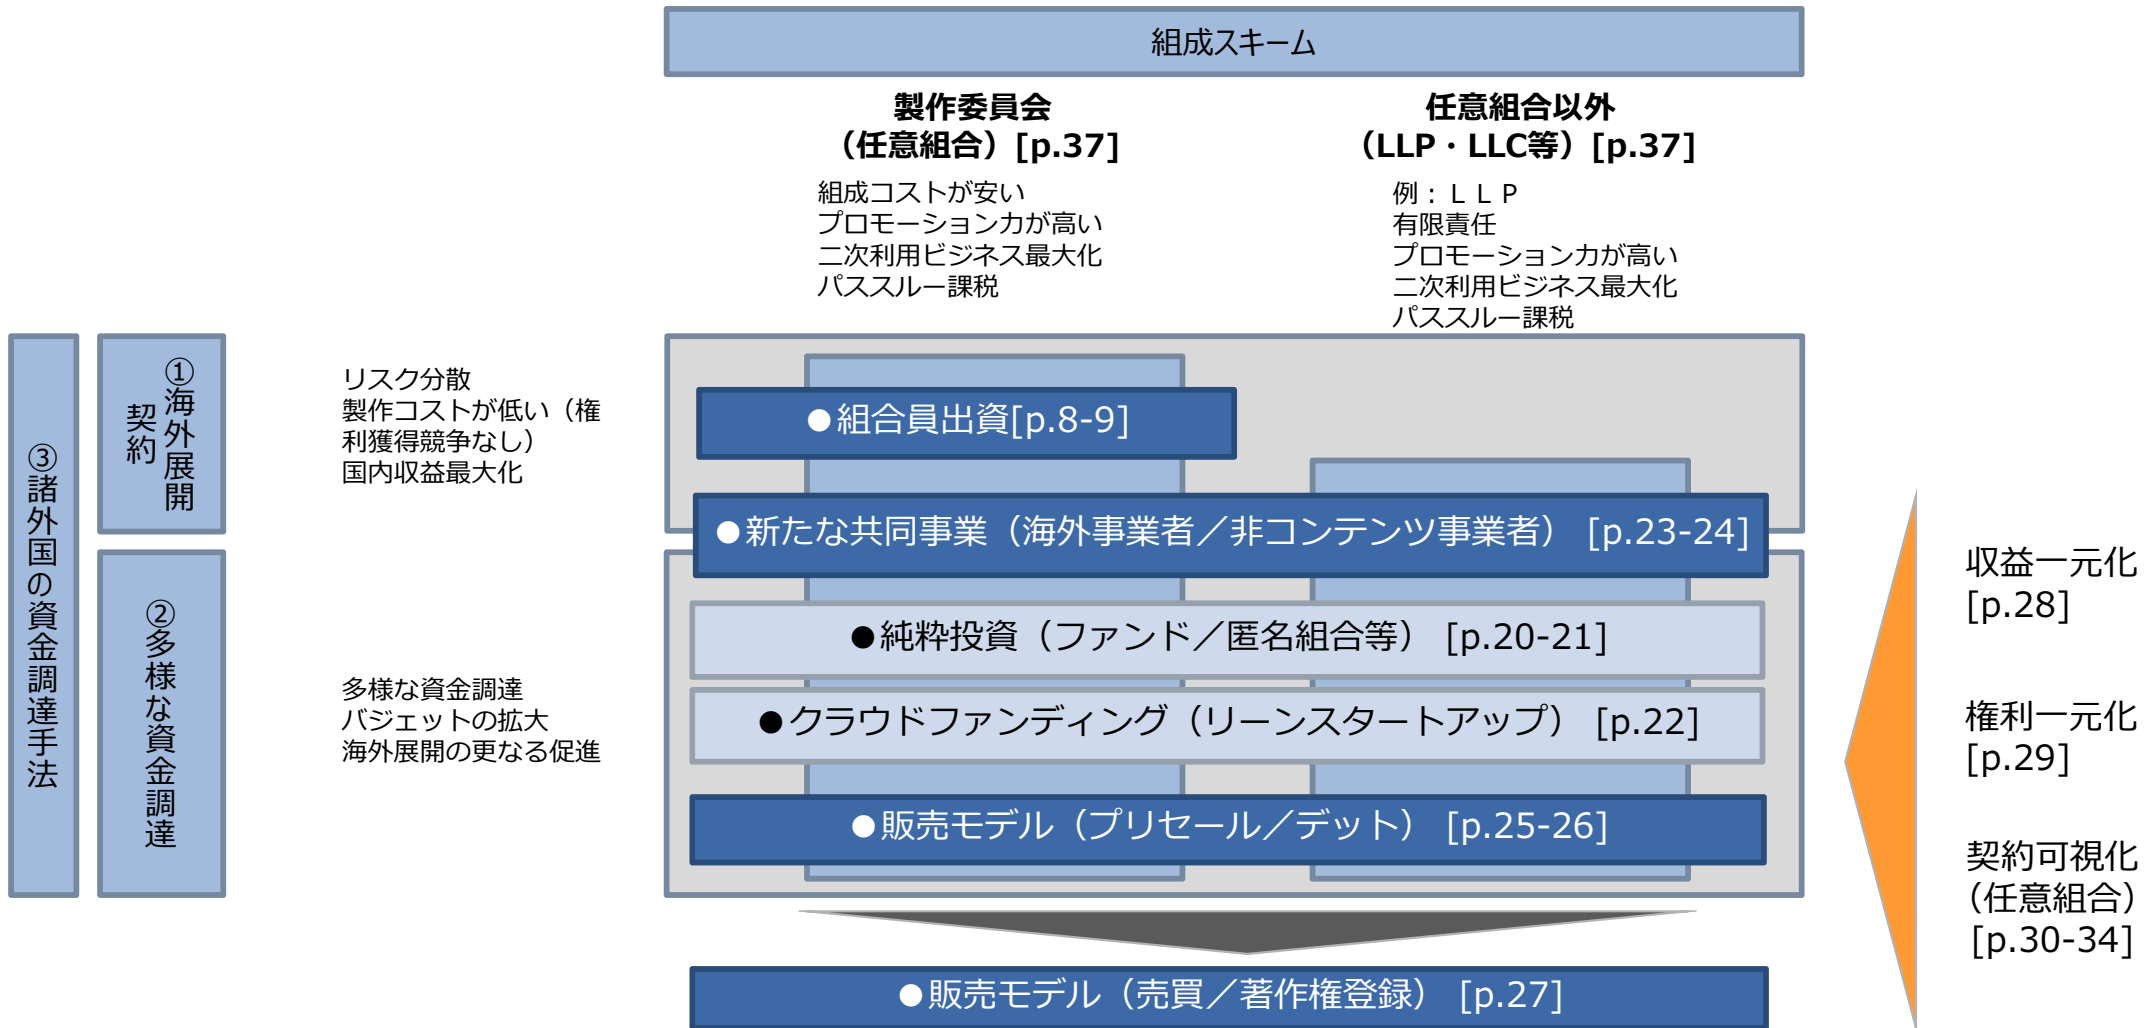 組成スキーム
製作委員会
（任意組合）[p.37]
任意組合以外
（LLP・LLC等）[p.37]
組成コストが安い
プロモーション力が高い
二次利用ビジネス最大化
パススルー課税
例：ＬＬＰ
有限責任
プロモーション力が高い
二次利用ビジネス最大化
パススルー課税
③諸外国の資金調達手法
①海外展開
契約
リスク分散
製作コストが低い（権
利獲得競争なし）
国内収益最大化
●組合員出資[p.8-9]
●新たな共同事業（海外事業者／非コンテンツ事業者） [p.23-24]
②多様な資金調達
多様な資金調達
バジェットの拡大
海外展開の更なる促進
●純粋投資（ファンド／匿名組合等） [p.20-21]
●クラウドファンディング（リーンスタートアップ） [p.22]
●販売モデル（プリセール／デット） [p.25-26]
●販売モデル（売買／著作権登録） [p.27]
収益一元化
[p.28]
権利一元化
[p.29]
契約可視化
（任意組合）
[p.30-34]